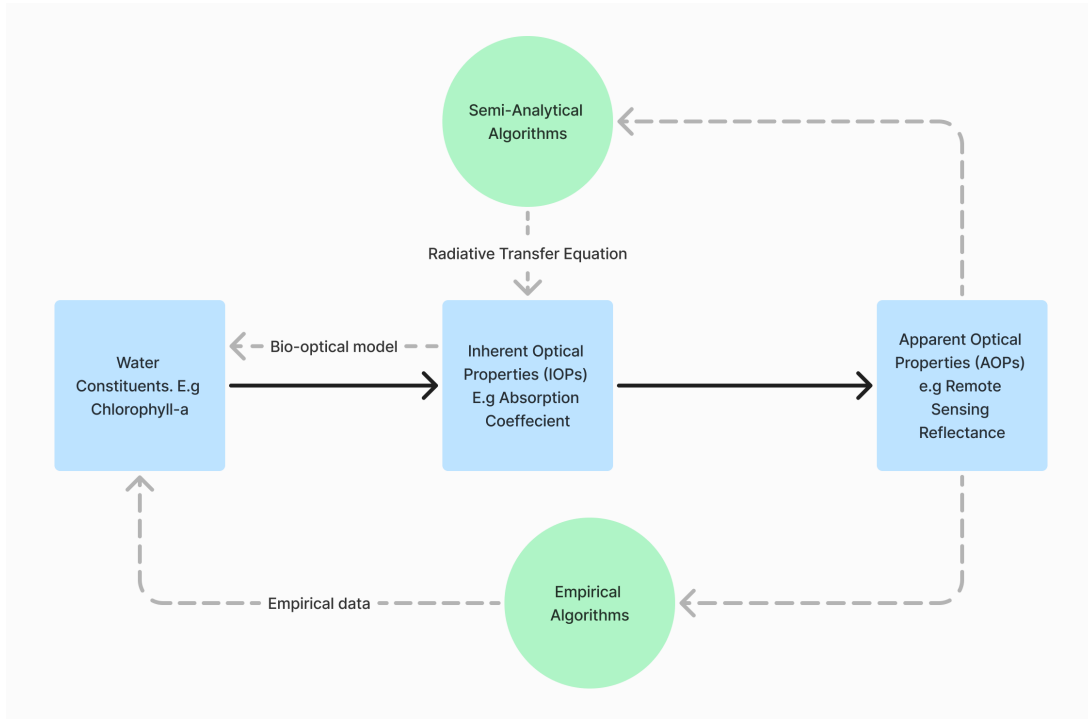 Semi-Analytical
Algorithms
Radiative Transfer Equation
Bio-optical model
Water
Constituents. E.g
Chlorophyll-a
Inherent Optical
Properties (IOPs)
E.g Absorption
Coeffecient
Apparent Optical
Properties (AOPs)
e.g Remote
Sensing
Reflectance
Empirical
Algorithms
Empirical data